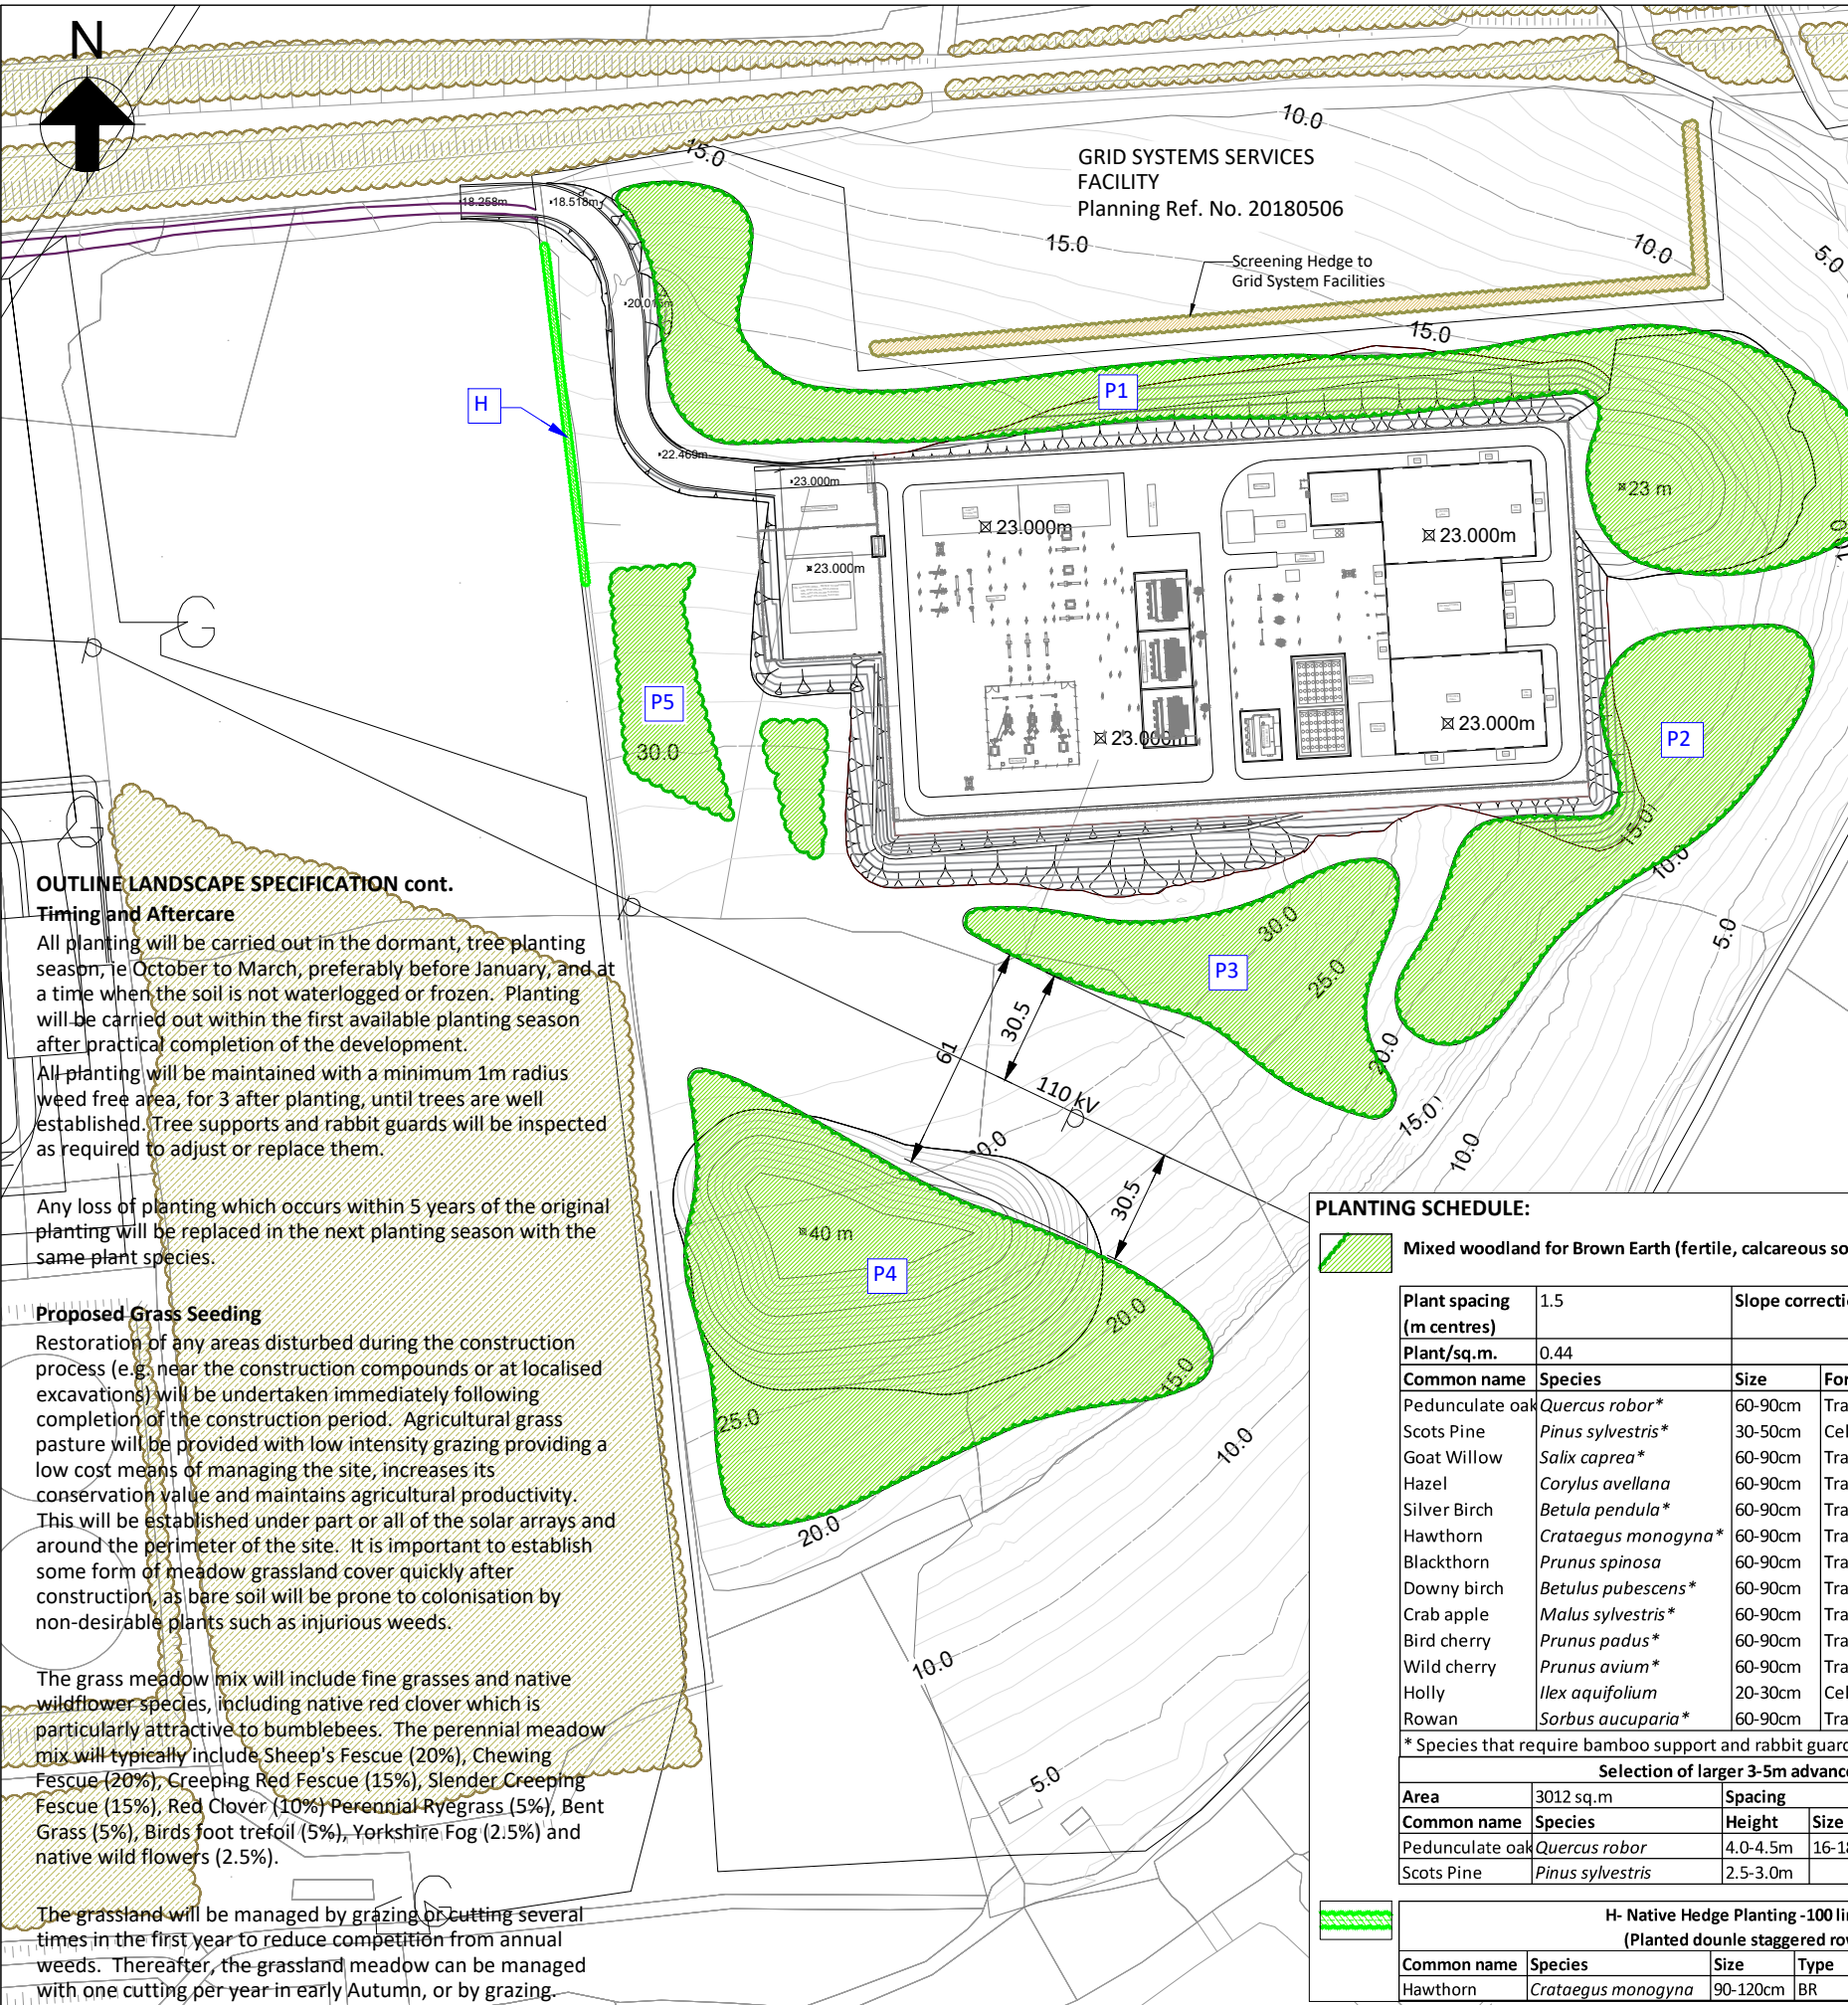 N
15.0
10.0
GRID SYSTEMS SERVICES
FACILITY
Planning Ref. No. 20180506
18.258m
18.518m
15.0
10.0
5.0
Screening Hedge to
Grid System Facilities
15.0
H
P1
22.469m
23.000m
23 m
23.000m
23.000m
23.000m
P5
30.0
23.000m
P2
15.0
10.0
5.0
30.0
P3
25.0
61
30.5
20.0
110 KV
15.0
10.0
30.5
40 m
P4
20.0
15.0
25.0
20.0
10.0
10.0
5.0
OUTLINE LANDSCAPE SPECIFICATION cont.
Timing and Aftercare
All planting will be carried out in the dormant, tree planting
season, ie October to March, preferably before January, and at
a time when the soil is not waterlogged or frozen. Planting
will be carried out within the first available planting season
after practical completion of the development.
All planting will be maintained with a minimum 1m radius
weed free area, for 3 after planting, until trees are well
established. Tree supports and rabbit guards will be inspected
as required to adjust or replace them.
Any loss of planting which occurs within 5 years of the original
planting will be replaced in the next planting season with the
same plant species.
Proposed Grass Seeding
Restoration of any areas disturbed during the construction
process (e.g. near the construction compounds or at localised
excavations) will be undertaken immediately following
completion of the construction period. Agricultural grass
pasture will be provided with low intensity grazing providing a
low cost means of managing the site, increases its
conservation value and maintains agricultural productivity.
This will be established under part or all of the solar arrays and
around the perimeter of the site. It is important to establish
some form of meadow grassland cover quickly after
construction, as bare soil will be prone to colonisation by
non-desirable plants such as injurious weeds.
The grass meadow mix will include fine grasses and native
wildflower species, including native red clover which is
particularly attractive to bumblebees. The perennial meadow
mix will typically include Sheep's Fescue (20%), Chewing
Fescue (20%), Creeping Red Fescue (15%), Slender Creeping
Fescue (15%), Red Clover (10%) Perennial Ryegrass (5%), Bent
Grass (5%), Birds foot trefoil (5%), Yorkshire Fog (2.5%) and
native wild flowers (2.5%).
The grassland will be managed by grazing or cutting several
times in the first year to reduce competition from annual
weeds. Thereafter, the grassland meadow can be managed
with one cutting per year in early Autumn, or by grazing.
PLANTING SCHEDULE:
Mixed woodland for Brown Earth (fertile, calcareous so
Plant spacing 1.5 Slope correcti
(m centres)
Plant/sq.m. 0.44
Common name Species Size For
Pedunculate oak Quercus robor* 60-90cm Tra
Scots Pine Pinus sylvestris* 30-50cm Cel
Goat Willow Salix caprea* 60-90cm Tra
Hazel Corylus avellana 60-90cm Tra
Silver Birch Betula pendula* 60-90cm Tra
Hawthorn Crataegus monogyna* 60-90cm Tra
Blackthorn Prunus spinosa 60-90cm Tra
Downy birch Betulus pubescens* 60-90cm Tra
Crab apple Malus sylvestris* 60-90cm Tra
Bird cherry Prunus padus* 60-90cm Tra
Wild cherry Prunus avium* 60-90cm Tra
Holly Ilex aquifolium 20-30cm Cel
Rowan Sorbus aucuparia* 60-90cm Tra
* Species that require bamboo support and rabbit guard
Selection of larger 3-5m advance
Area 3012 sq.m Spacing
Common name Species Height Size
Pedunculate oak Quercus robor 4.0-4.5m 16-18
Scots Pine Pinus sylvestris 2.5-3.0m
H- Native Hedge Planting -100 lin
(Planted dounle staggered row
Common name Species Size Type
Hawthorn Crataegus monogyna 90-120cm BR